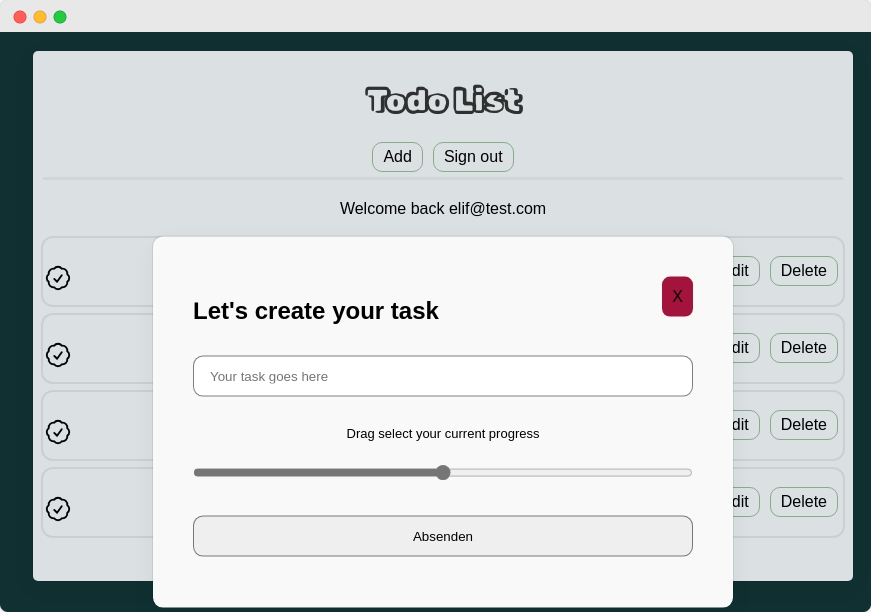 Todo List
Add Sign out
Welcome back elif@test.com
dit Delete
Let's create your task X
dit Delete
Your task goes here
dit Delete
Drag select your current progress
dit Delete
Absenden